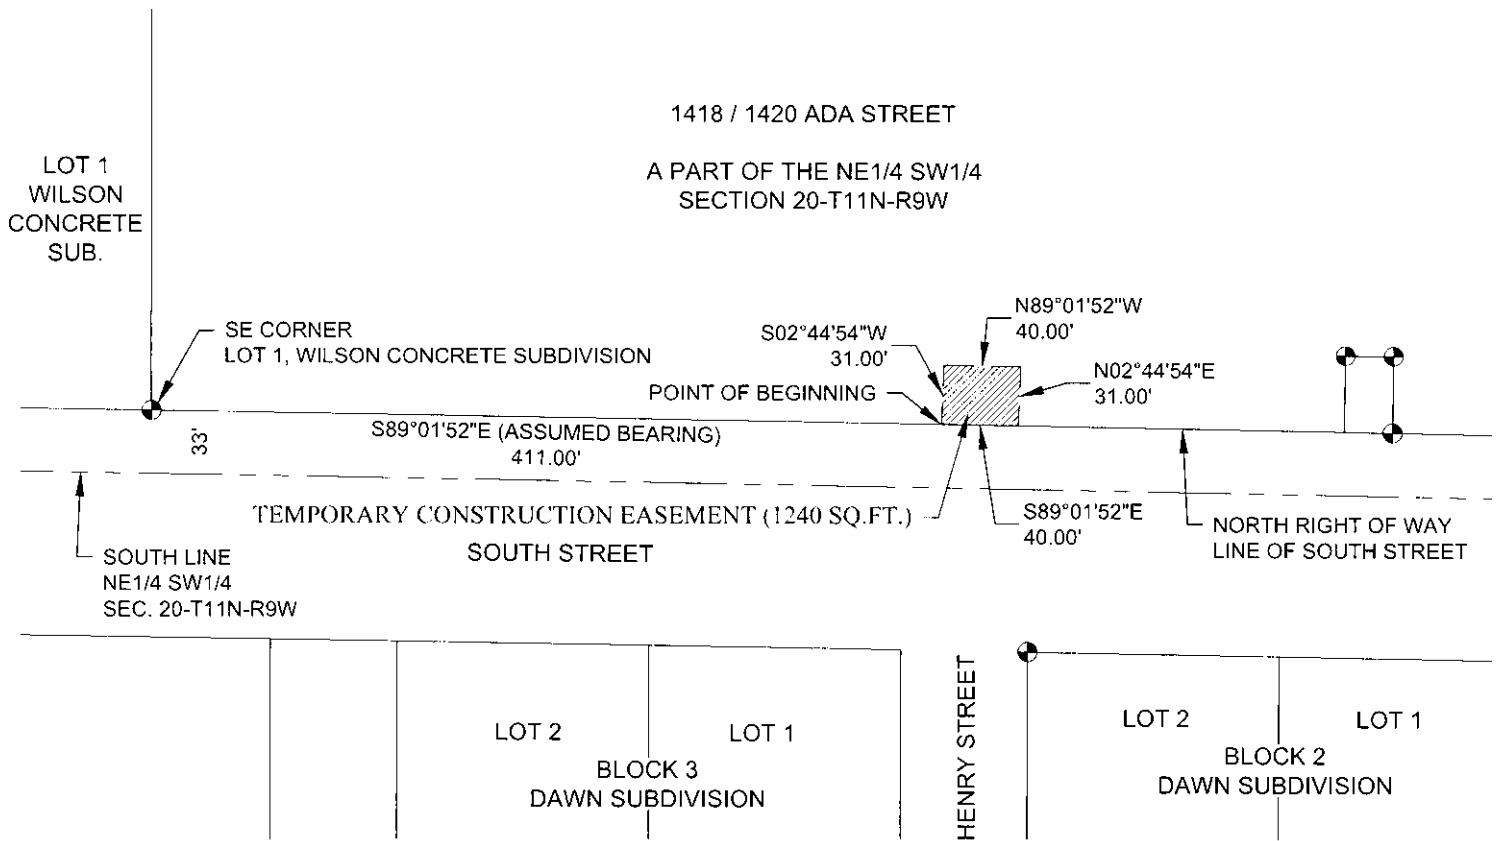 1418 / 1420 ADA STREET
A PART OF THE NE1/4 SW1/4
SECTION 20-T11N-R9W
LOT 1
WILSON
CONCRETE
SUB.
SE CORNER
LOT 1, WILSON CONCRETE SUBDIVISION
S02°44'54"W
31.00'
N89°01'52"W
40.00'
N02°44'54"E
31.00'
POINT OF BEGINNING
33'
S89°01'52"E (ASSUMED BEARING)
411.00'
TEMPORARY CONSTRUCTION EASEMENT (1240 SQ.FT.)
S89°01'52"E
40.00'
NORTH RIGHT OF WAY
LINE OF SOUTH STREET
SOUTH STREET
SOUTH LINE
NE1/4 SW1/4
SEC. 20-T11N-R9W
LOT 2
LOT 1
BLOCK 3
DAWN SUBDIVISION
HENRY STREET
LOT 2
LOT 1
BLOCK 2
DAWN SUBDIVISION